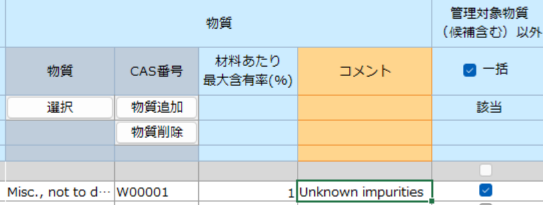 物質
管理対象物質
(候補含む)以外
物質
CAS番号
材料あたり
最大含有率(%)
コメント
一括
選択
物質追加
該当
物質削除
Misc., not to d…
W00001
1
Unknown impurities